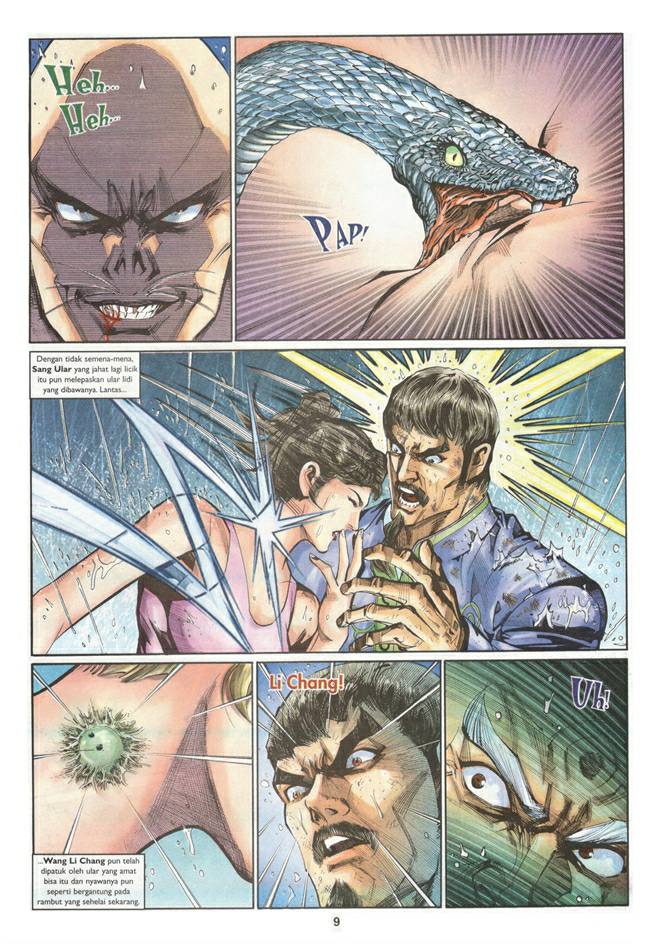 Heh...
Heh...
PAP!
Dengan tidak semena-mena,
Sang Ular yang jahat lagi licik
itu pun melepaskan ular lidi
yang dibawanya. Lantas...
...Wang Li Chang pun telah
dipatuk oleh ular yang amat
bisa itu dan nyawanya pun
seperti bergantung pada
rambut yang sehelai sekarang.
Li Chang!
Uh!
9